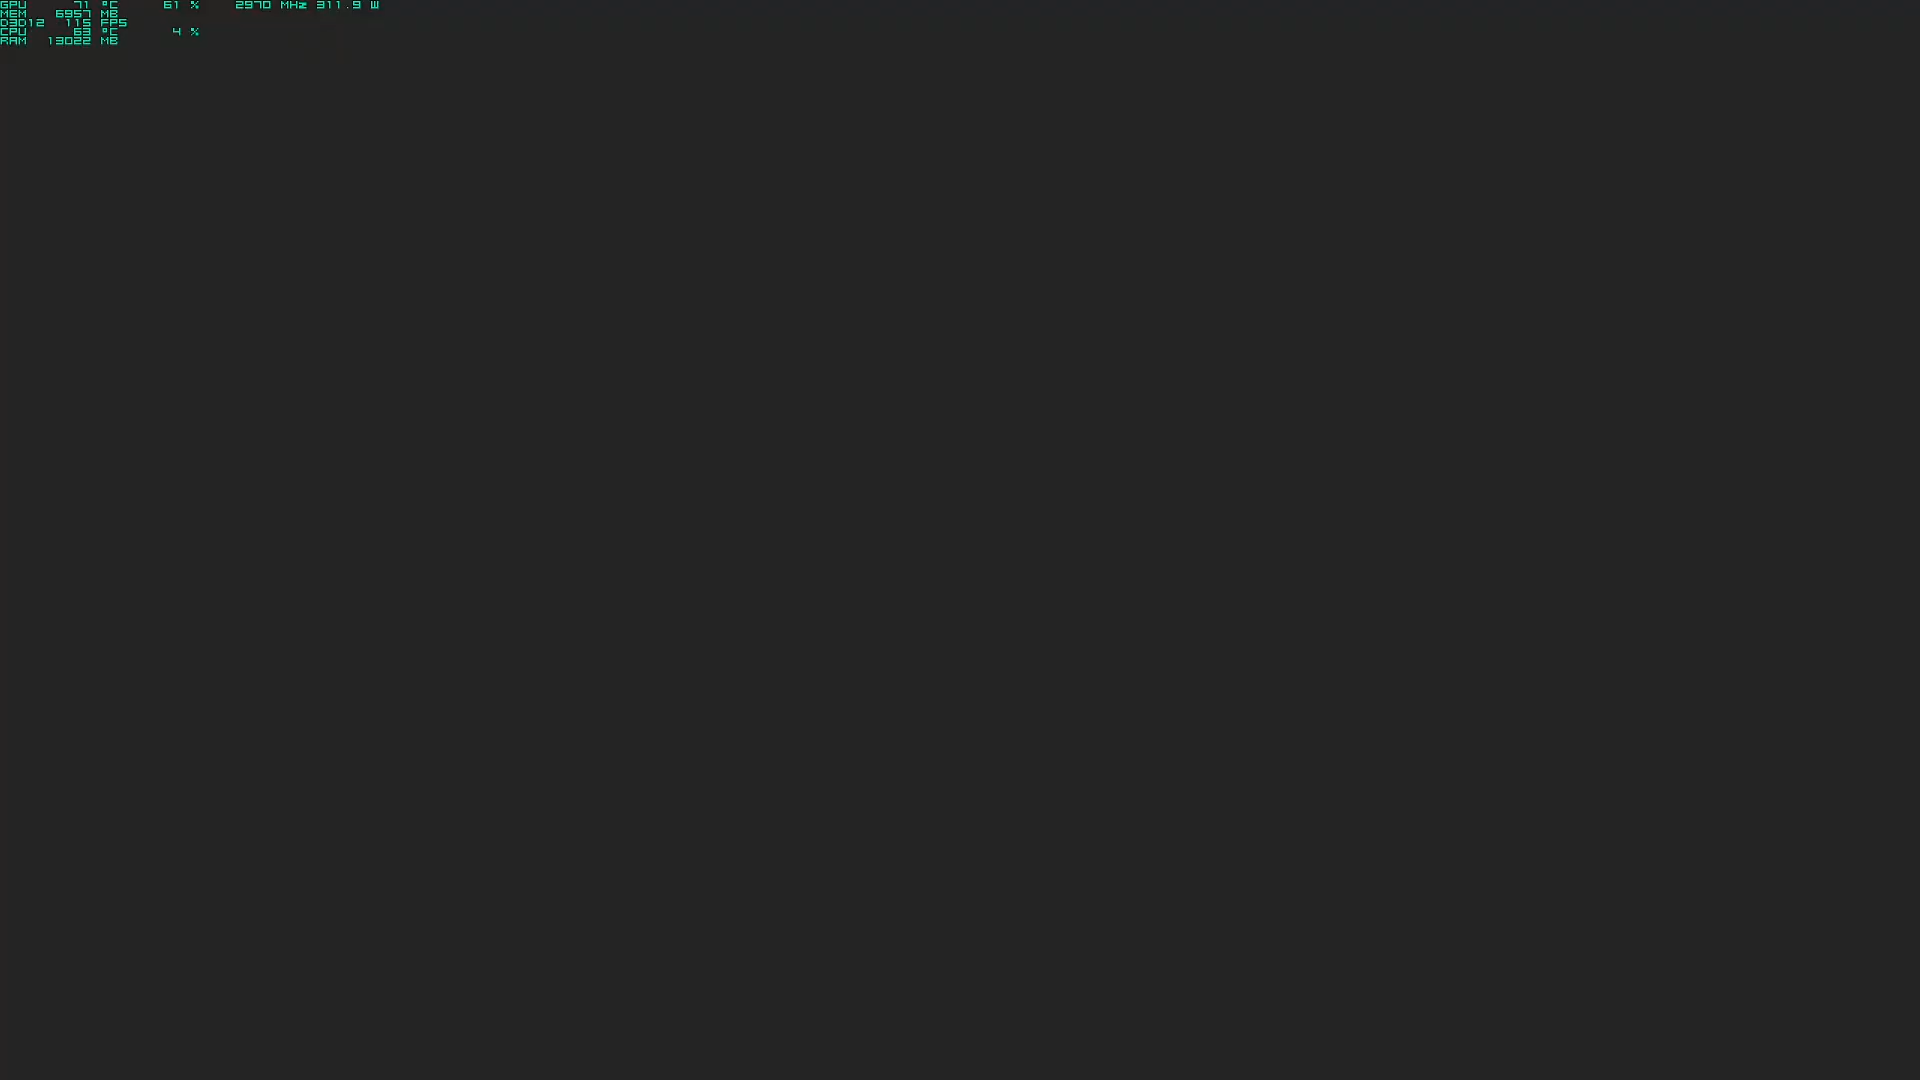 GPU 71 °C 61 % 2970 MHz 311.9 W
MEM 6957 MB
D3D12 115 FPS
CPU 63 °C 4 %
RAM 13022 MB